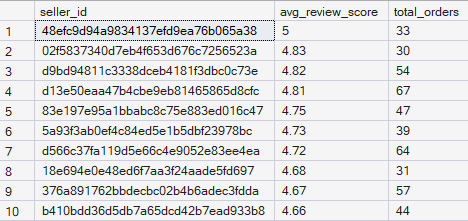 seller_id avg_review_score total_orders
1 48efc9d94a9834137efd9ea76b065a38 5 33
2 02f5837340d7eb4f653d676c7256523a 4.83 30
3 d9bd94811c3338dceb4181f3dbc0c73e 4.82 54
4 d13e50eaa47b4cbe9eb81465865d8cfc 4.81 67
5 83e197e95a1bbabc8c75e883ed016c47 4.75 47
6 5a93f3ab0ef4c84ed5e1b5dbf23978bc 4.73 39
7 d566c37fa119d5e66c4e9052e83ee4ea 4.72 64
8 18e694e0e48ed6f7aa3f24aade5fd697 4.68 31
9 376a891762bbdecbc02b4b6adec3fdda 4.67 57
10 b410bdd36d5db7a65dcd42b7ead933b8 4.66 44